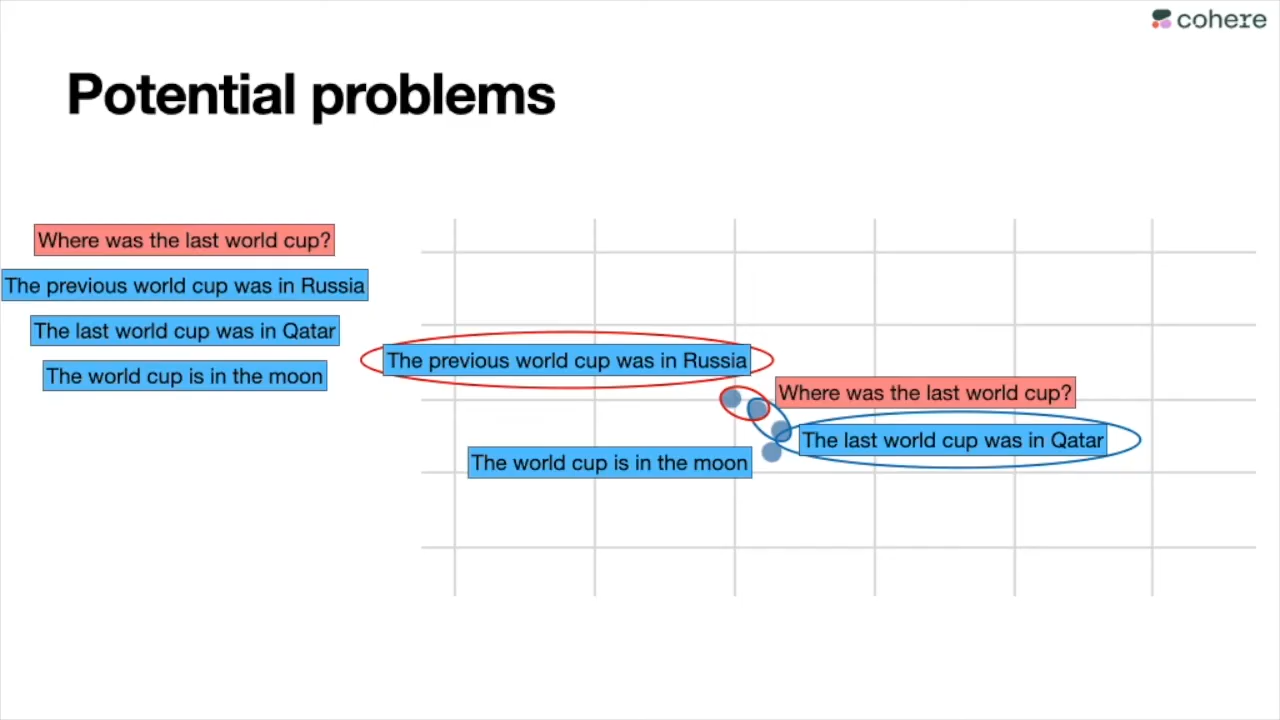 cohere
Potential problems
Where was the last world cup?
The previous world cup was in Russia
The last world cup was in Qatar
The world cup is in the moon
The previous world cup was in Russia
Where was the last world cup?
The last world cup was in Qatar
The world cup is in the moon